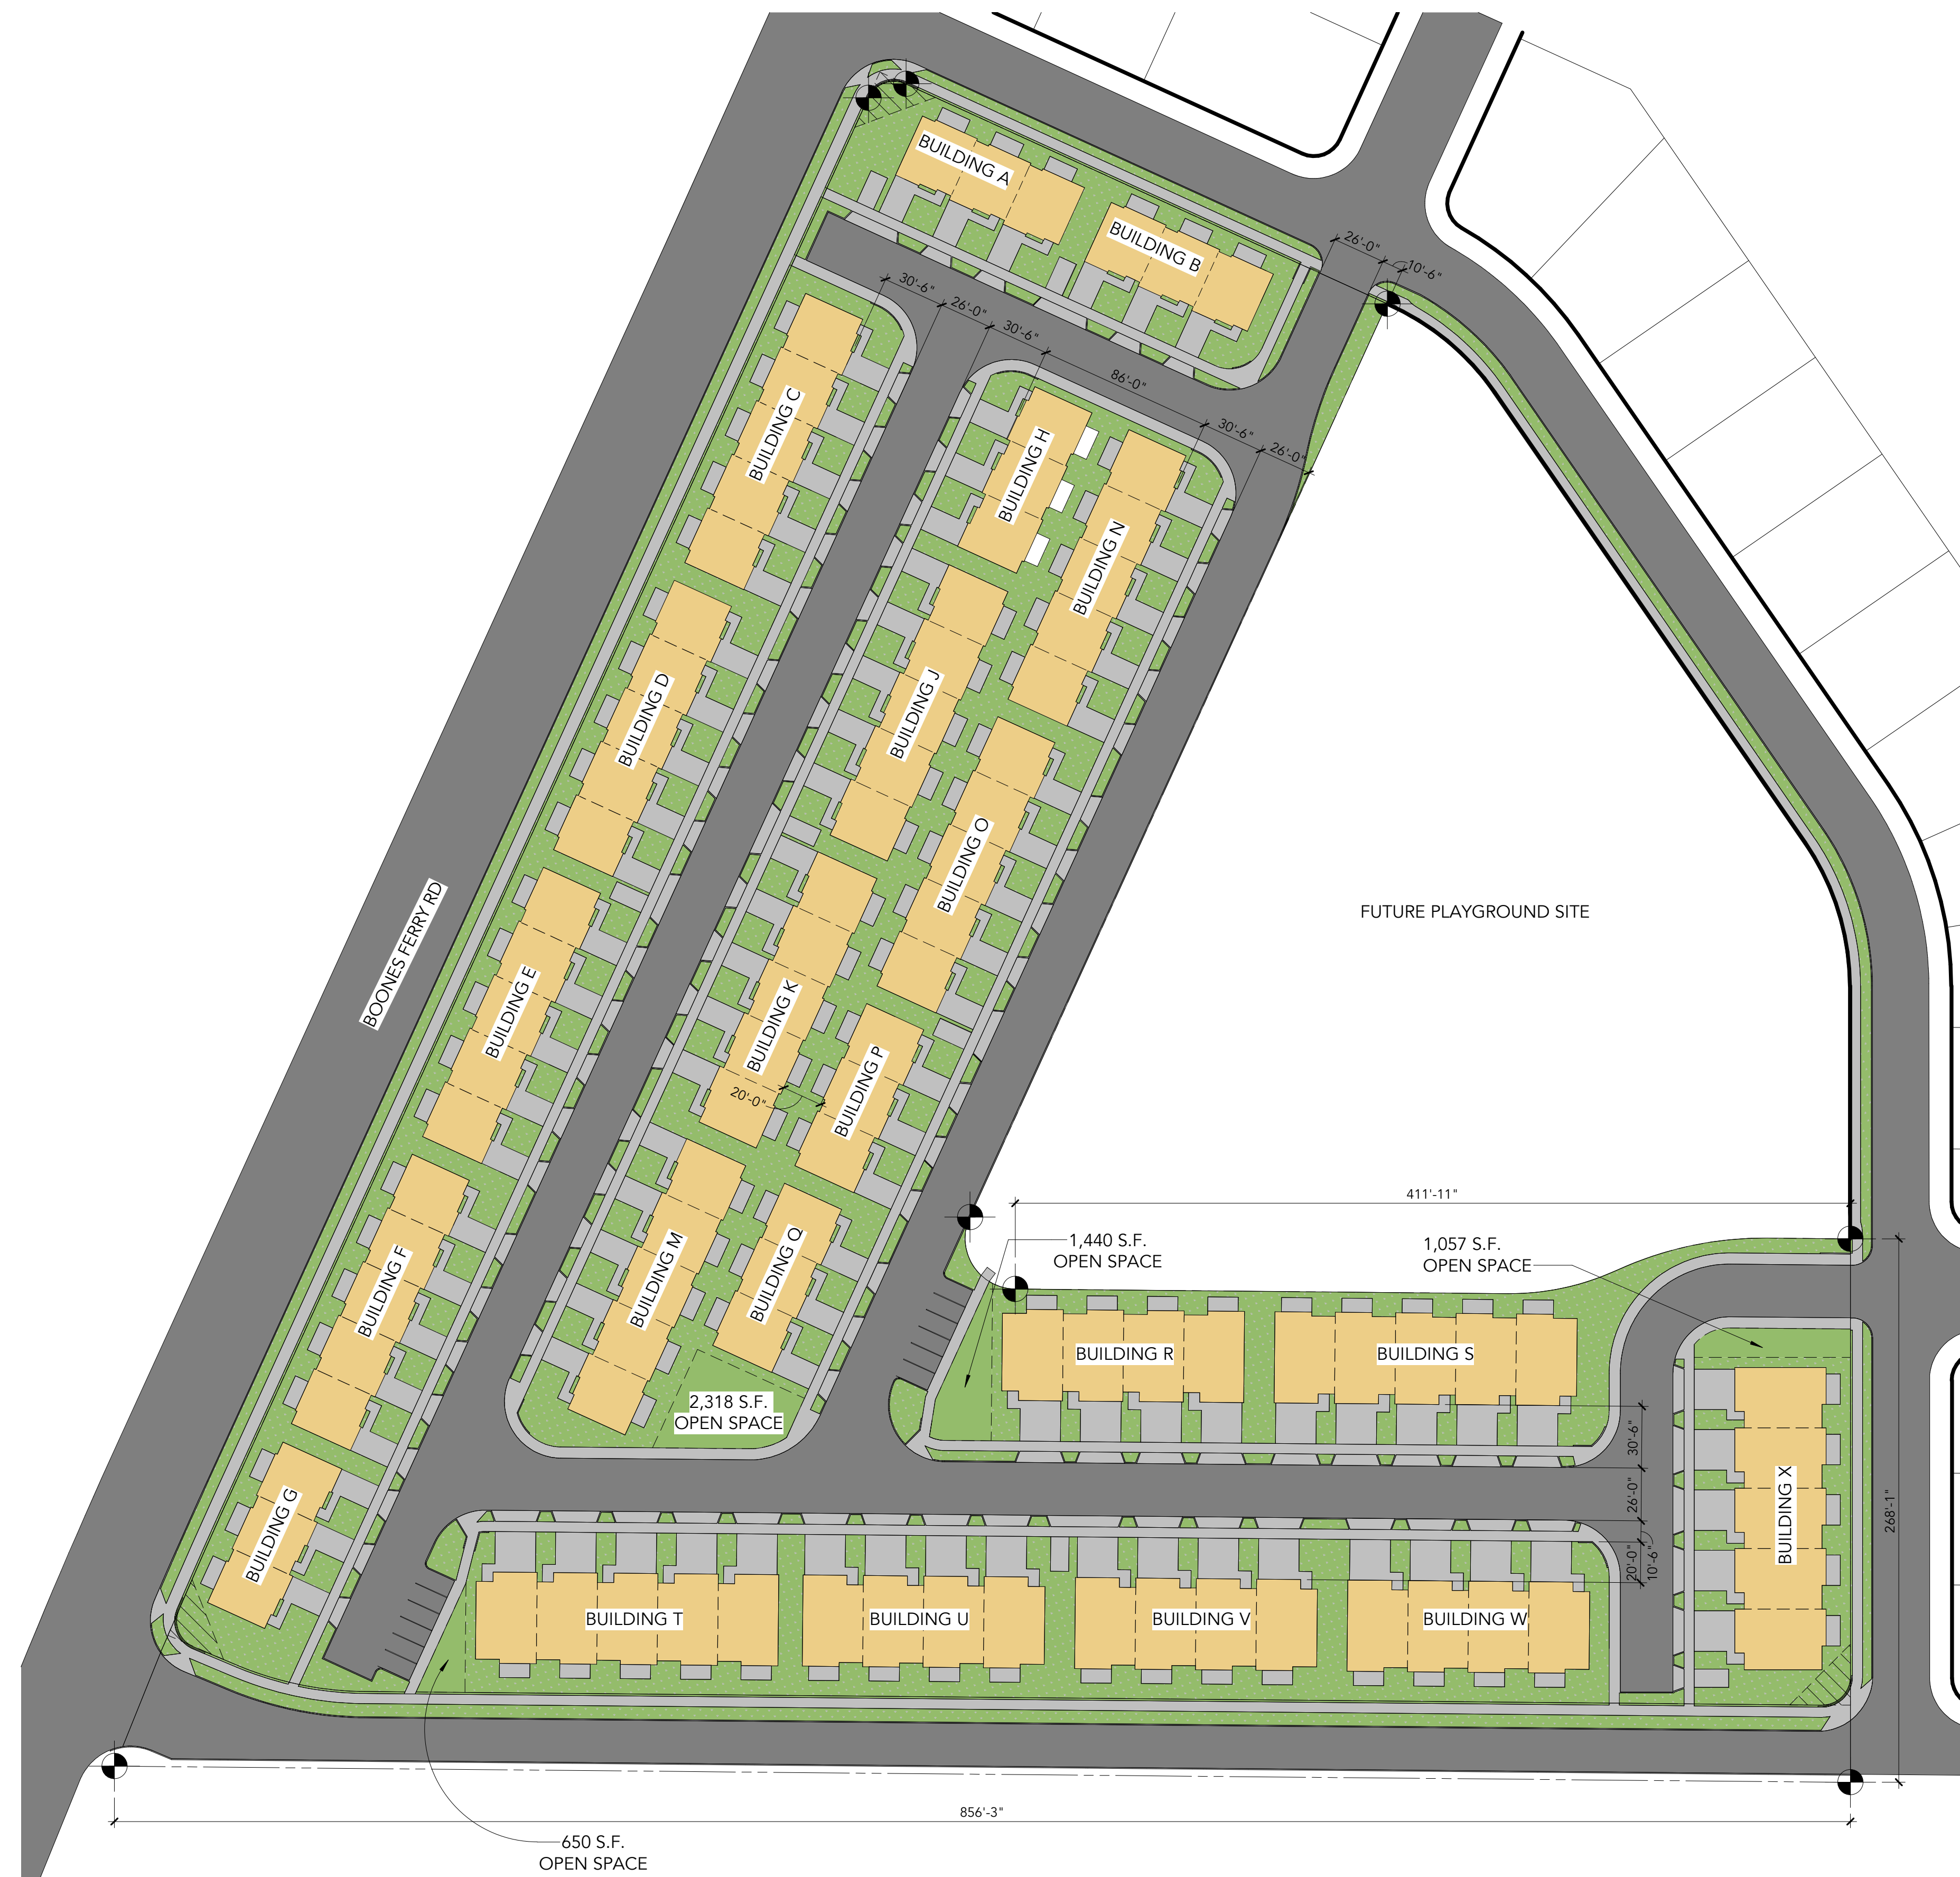 BUILDING A
BUILDING B
26'-0"
10'-6"
30'-6"
26'-0"
30'-6"
86'-0"
30'-6"
26'-0"
BUILDING C
BUILDING H
BUILDING N
BUILDING D
BUILDING J
BUILDING O
BOONES FERRY RD
FUTURE PLAYGROUND SITE
BUILDING E
BUILDING K
BUILDING P
20'-0"
BUILDING F
BUILDING M
BUILDING Q
411'-11"
1,440 S.F.
OPEN SPACE
1,057 S.F.
OPEN SPACE
BUILDING R
BUILDING S
2,318 S.F.
OPEN SPACE
30'-6"
26'-0"
20'-0"
10'-6"
BUILDING X
268'-1"
BUILDING G
BUILDING T
BUILDING U
BUILDING V
BUILDING W
856'-3"
650 S.F.
OPEN SPACE